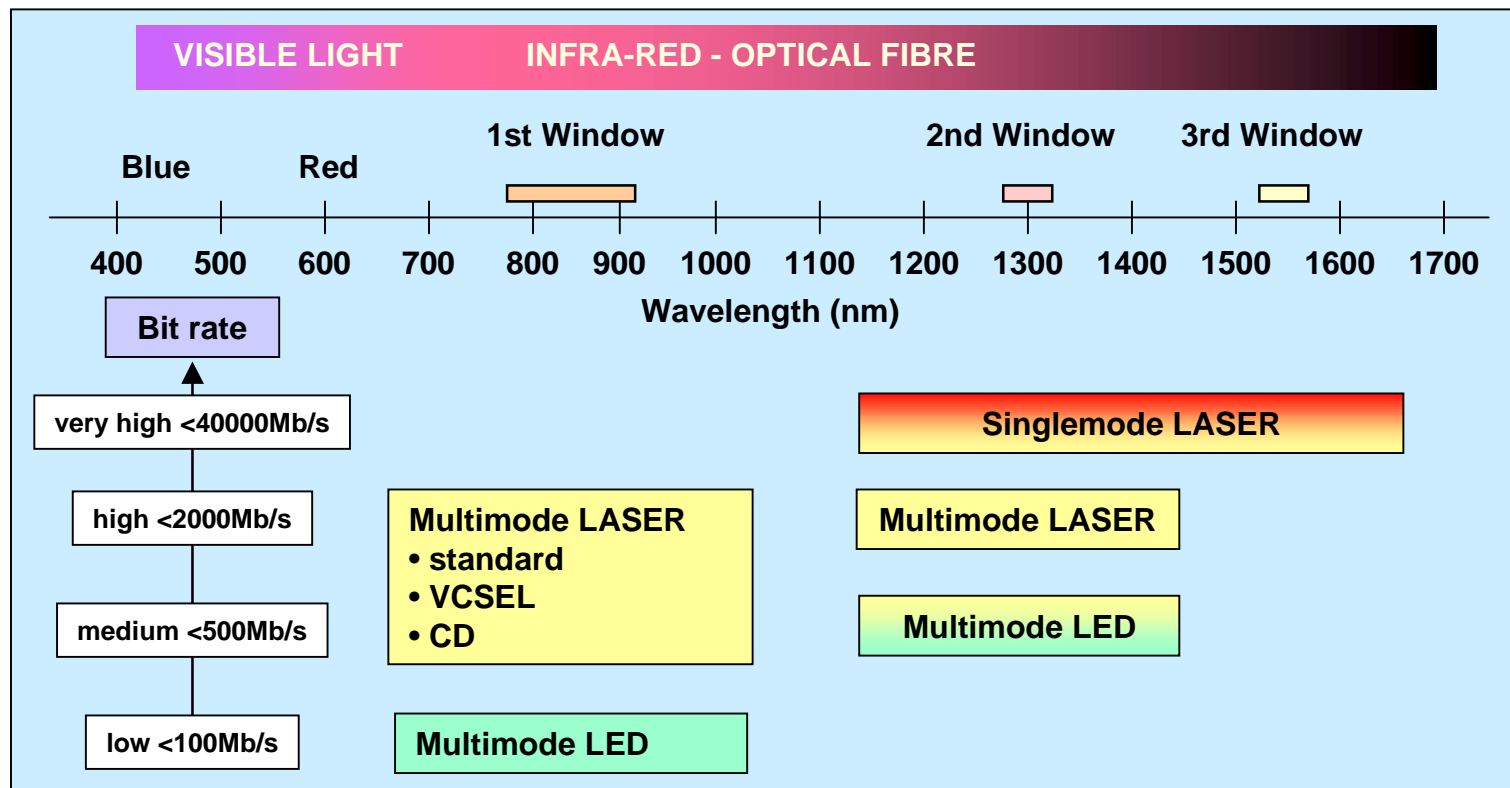 VISIBLE LIGHT INFRA-RED - OPTICAL FIBRE
1st Window 2nd Window 3rd Window
Blue Red
400 500 600 700 800 900 1000 1100 1200 1300 1400 1500 1600 1700
Wavelength (nm)
Bit rate
very high <40000Mb/s
Singlemode LASER
high <2000Mb/s
Multimode LASER
• standard
• VCSEL
• CD
Multimode LASER
medium <500Mb/s
Multimode LED
low <100Mb/s
Multimode LED